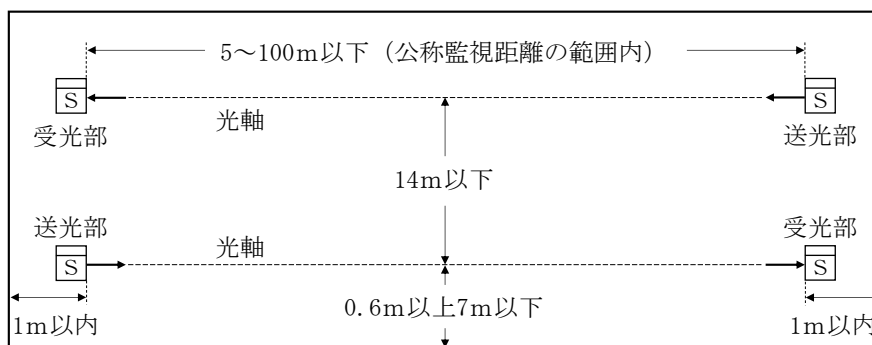 5～100m以下（公称監視距離の範囲内）
S
S
受光部
光軸
送光部
14m以下
送光部
光軸
受光部
S
S
1m以内
0.6m以上7m以下
1m以内